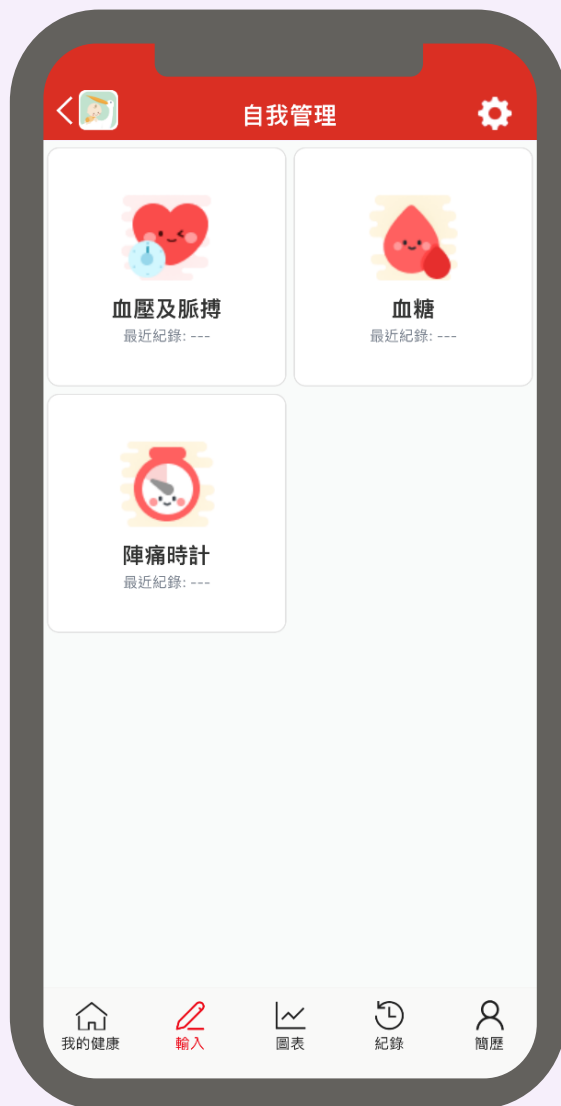 自我管理
血壓及脈搏
最近紀錄: ---
血糖
最近紀錄: ---
陣痛時計
最近紀錄: ---
我的健康
輸入
圖表
紀錄
簡歷